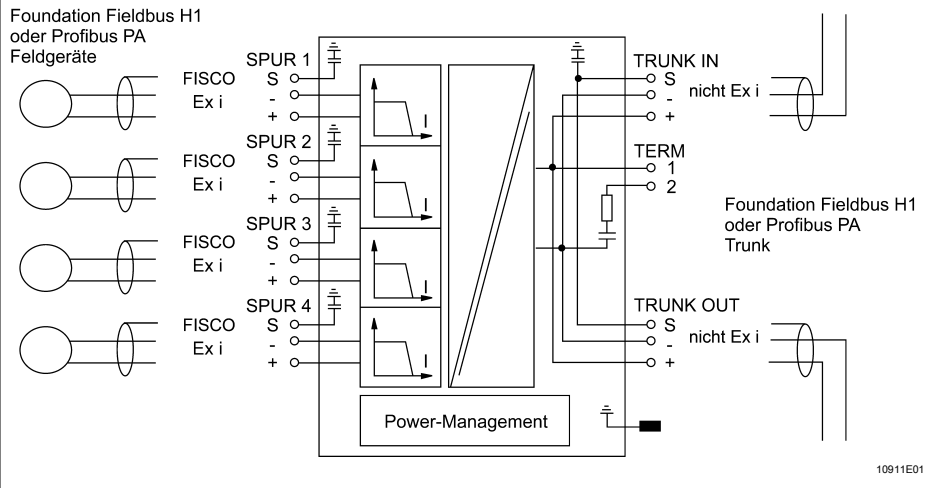 Foundation Fieldbus H1
oder Profibus PA
Feldgeräte
SPUR 1
FISCO
Ex i
S
-
+
I
SPUR 2
FISCO
Ex i
S
-
+
I
SPUR 3
FISCO
Ex i
S
-
+
I
SPUR 4
FISCO
Ex i
S
-
+
I
Power-Management
TRUNK IN
S
-
+
nicht Ex i
TERM
1
2
Foundation Fieldbus H1
oder Profibus PA
Trunk
TRUNK OUT
S
-
+
nicht Ex i
10911E01